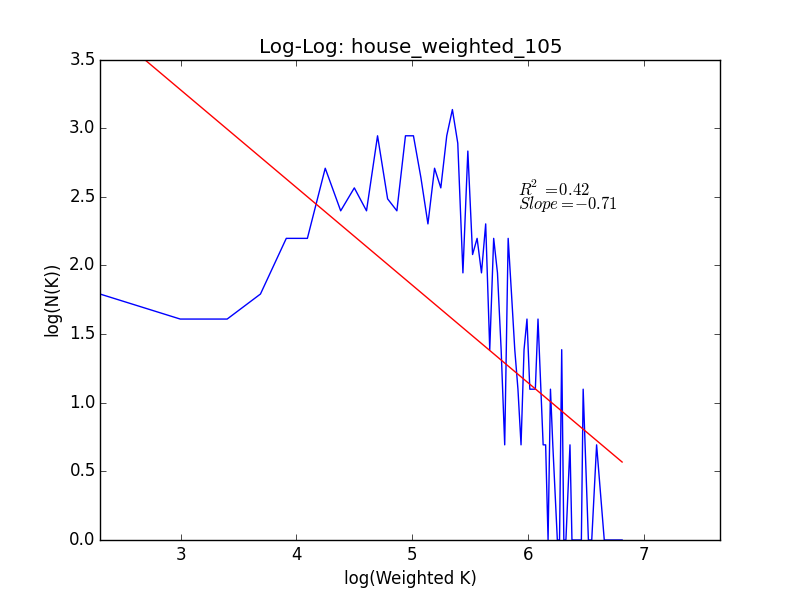 Log-Log: house_weighted_105
3.5
3.0
2.5
2.0
1.5
1.0
0.5
0.0
log(N(K))
R² =0.42
Slope=−0.71
3 4 5 6 7
log(Weighted K)